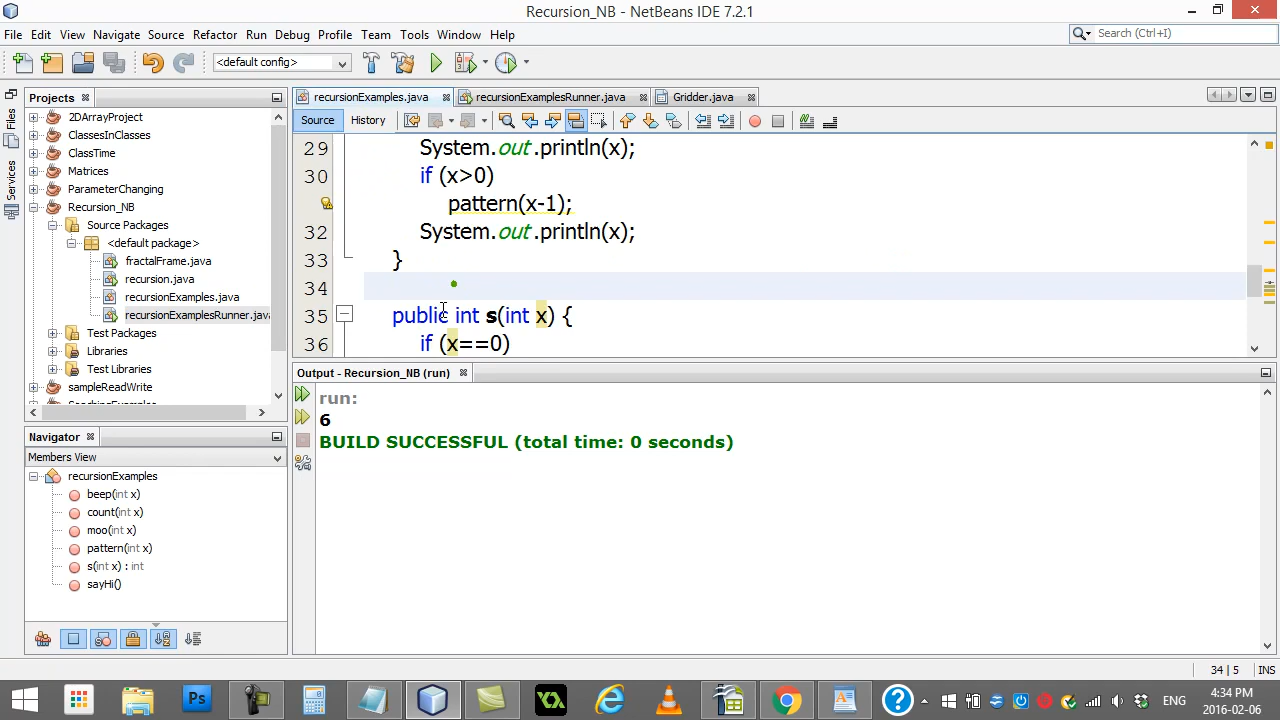 Recursion_NB - NetBeans IDE 7.2.1
File Edit View Navigate Source Refactor Run Debug Profile Team Tools Window Help
Search (Ctrl+I)
<default config>
Projects
2DArrayProject
ClassesInClasses
ClassTime
Matrices
ParameterChanging
Recursion_NB
Source Packages
<default package>
fractalFrame.java
recursion.java
recursionExamples.java
recursionExamplesRunner.java
Test Packages
Libraries
Test Libraries
sampleReadWrite
Files
Services
Navigator
Members View
recursionExamples
beep(int x)
count(int x)
moo(int x)
pattern(int x)
s(int x) : int
sayHi()
recursionExamples.java recursionExamplesRunner.java Gridder.java
Source History
29 System.out.println(x);
30 if (x>0)
pattern(x-1);
32 System.out.println(x);
33 }
34
35 public int s(int x) {
36 if (x==0)
Output - Recursion_NB (run)
run:
6
BUILD SUCCESSFUL (total time: 0 seconds)
34 | 5 INS
Ps
ENG
4:34 PM
2016-02-06